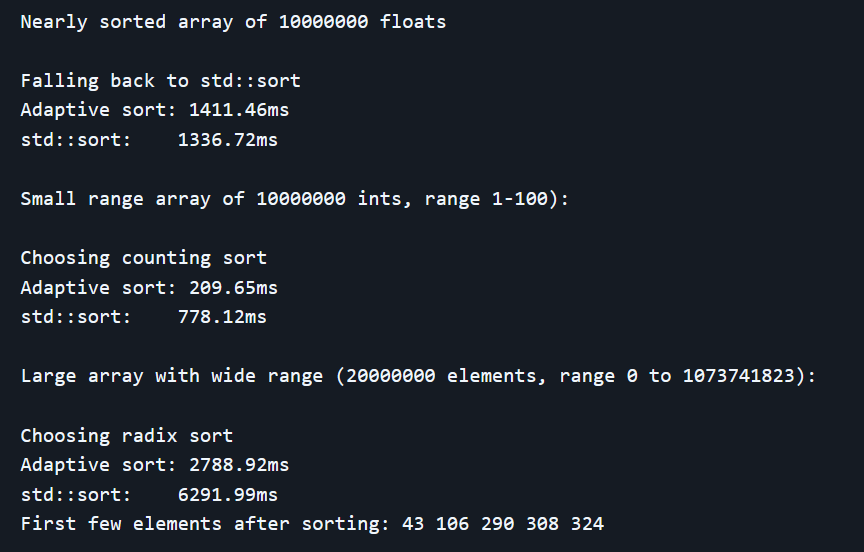 Nearly sorted array of 10000000 floats
Falling back to std::sort
Adaptive sort: 1411.46ms
std::sort:    1336.72ms
Small range array of 10000000 ints, range 1-100):
Choosing counting sort
Adaptive sort: 209.65ms
std::sort:    778.12ms
Large array with wide range (20000000 elements, range 0 to 1073741823):
Choosing radix sort
Adaptive sort: 2788.92ms
std::sort:    6291.99ms
First few elements after sorting: 43 106 290 308 324